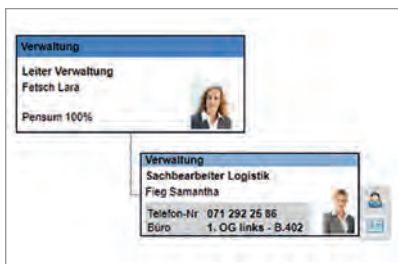 Verwaltung
Leiter Verwaltung
Fetsch Lara
Pensum 100%
Verwaltung
Sachbearbeiter Logistik
Fieg Samantha
Telefon-Nr 071 292 25 86
Büro 1. OG links - B.402